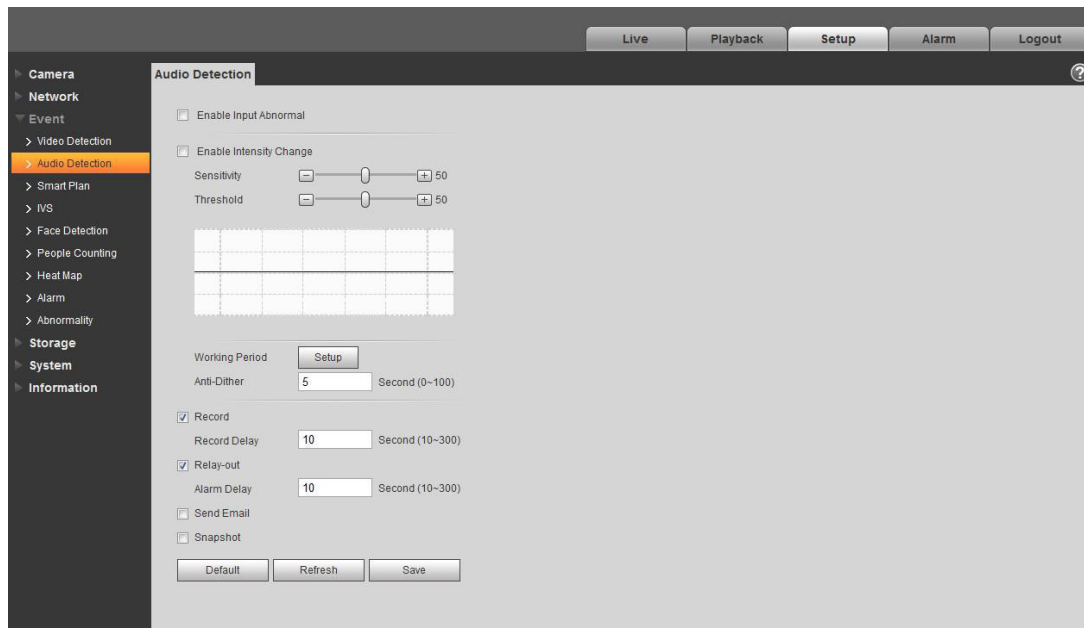 Live Playback Setup Alarm Logout
Camera
Network
Event
> Video Detection
> Audio Detection
> Smart Plan
> IVS
> Face Detection
> People Counting
> Heat Map
> Alarm
> Abnormality
Storage
System
Information
Audio Detection
?
Enable Input Abnormal
Enable Intensity Change
Sensitivity - + 50
Threshold - + 50
Working Period Setup
Anti-Dither 5 Second (0~100)
Record
Record Delay 10 Second (10~300)
Relay-out
Alarm Delay 10 Second (10~300)
Send Email
Snapshot
Default Refresh Save